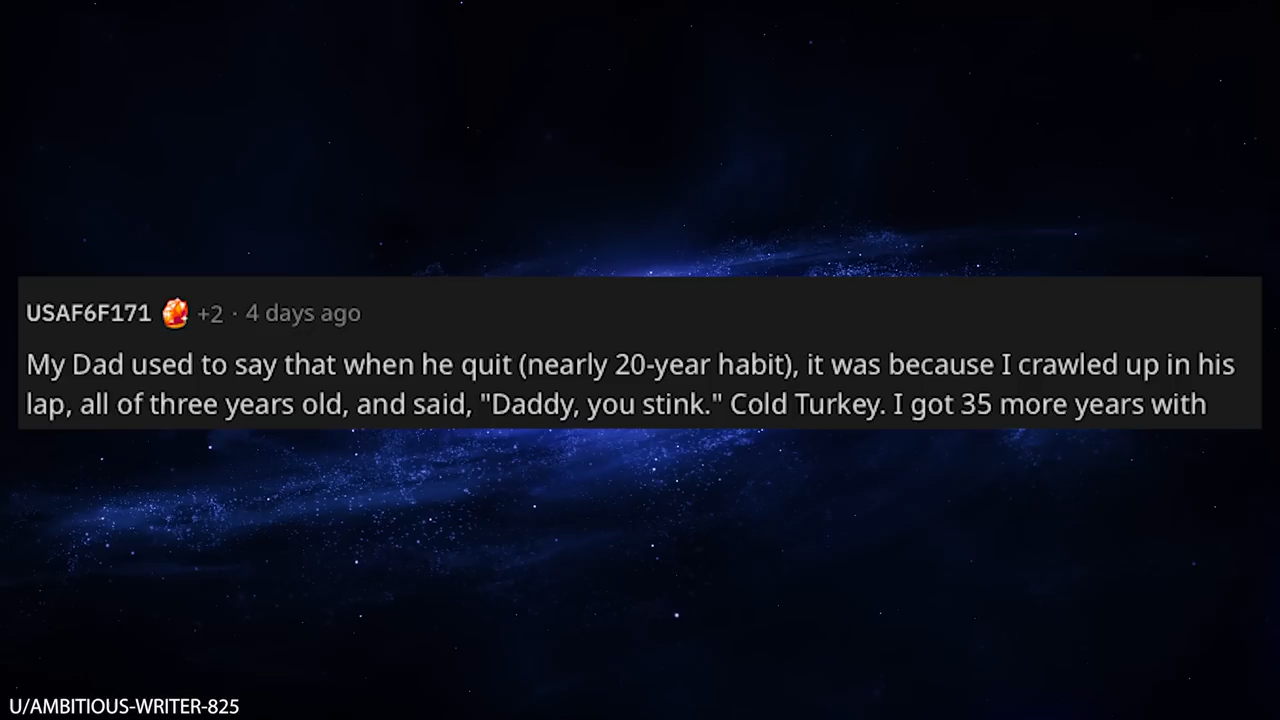 USAF6F171 +2 · 4 days ago
My Dad used to say that when he quit (nearly 20-year habit), it was because I crawled up in his
lap, all of three years old, and said, "Daddy, you stink." Cold Turkey. I got 35 more years with
U/AMBITIOUS-WRITER-825